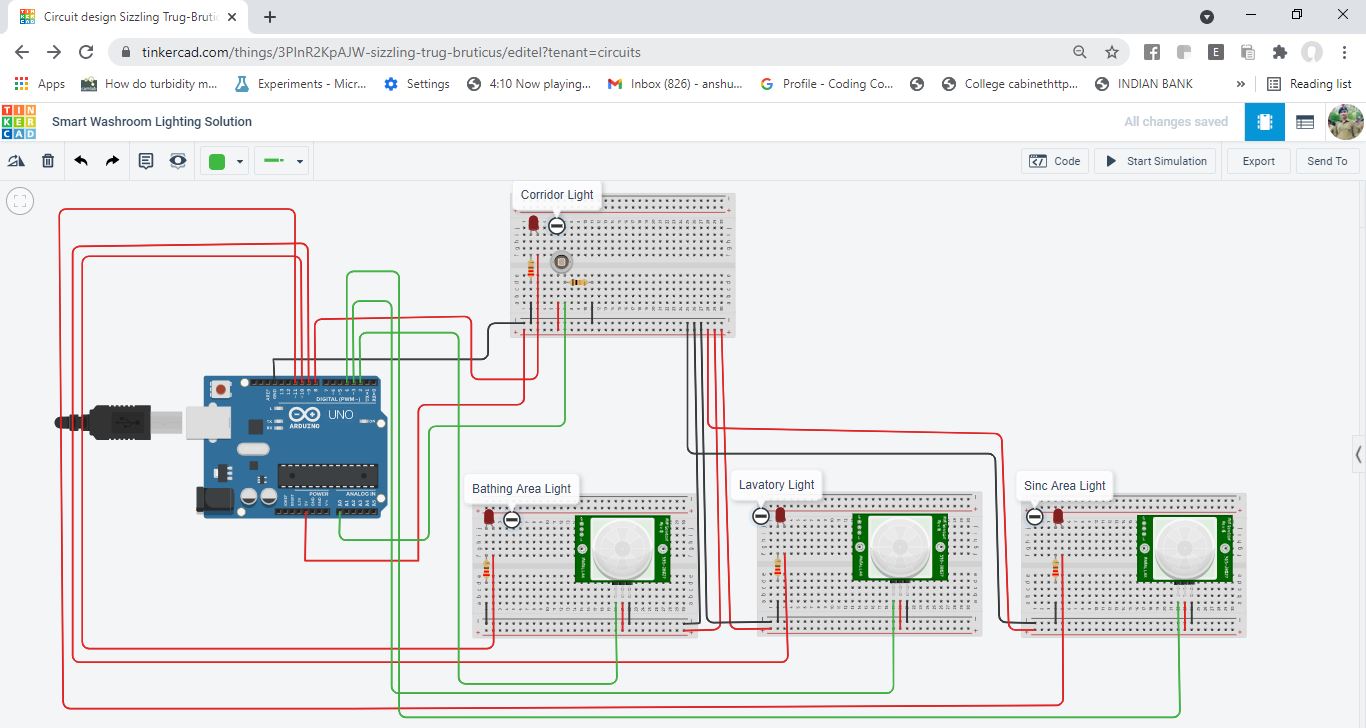 Circuit design Sizzling Trug-Bruti
tinkercad.com/things/3PInR2KpAJW-sizzling-trug-bruticus/editel?tenant=circuits
Apps
How do turbidity m...
Experiments - Micr...
Settings
4:10 Now playing,...
Inbox (826) - anshu...
Profile - Coding Co...
College cabinethttp...
INDIAN BANK
Reading list
TIN
KER
CAD
Smart Washroom Lighting Solution
All changes saved
Code
Start Simulation
Export
Send To
Corridor Light
DIGITAL (PWM~)
UNO
ARDUINO
POWER
ANALOG IN
Bathing Area Light
Lavatory Light
Sinc Area Light